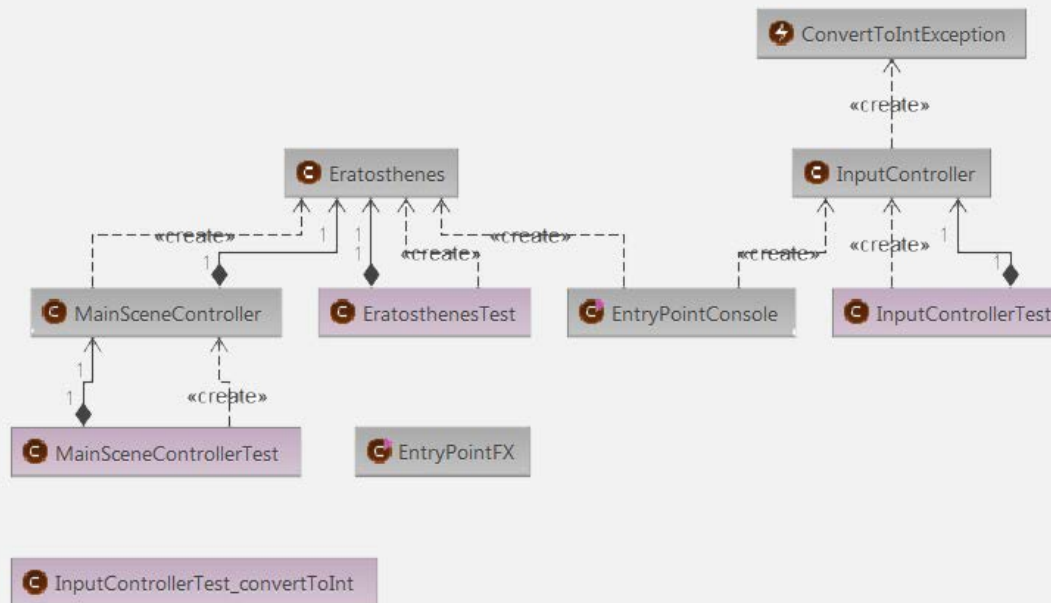 ConvertToIntException
«create»
Eratosthenes
InputController
1
1
«create»
1
1
«create»
«create»
«create»
«create»
1
1
MainSceneController
EratosthenesTest
EntryPointConsole
InputControllerTest
1
1
«create»
MainSceneControllerTest
EntryPointFX
InputControllerTest_convertToInt